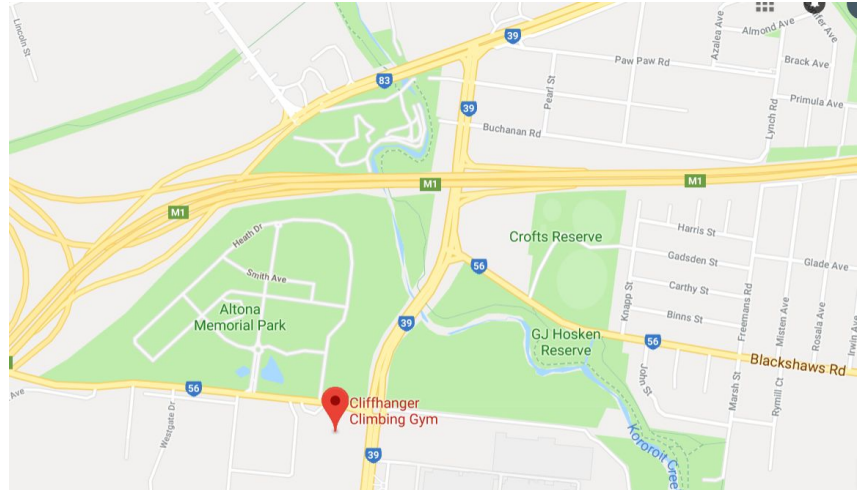 Lincoln St
39
83
39
Azalea Ave
Almond Ave
Brack Ave
Paw Paw Rd
Pearl St
Primula Ave
Lynch Rd
Buchanan Rd
M1
M1
M1
Heath Dr
Smith Ave
Altona
Memorial Park
Crofts Reserve
Harris St
Gadsden St
Glade Ave
Carthy St
Binns St
Knapp St
Freemans Rd
Misten Ave
Rosala Ave
Irwin Ave
56
39
GJ Hosken
Reserve
56
Blackshaws Rd
John St
Marsh St
Rymill Ct
56
Ave
Westgate Dr
Cliffhanger
Climbing Gym
39
Kororoit Cree